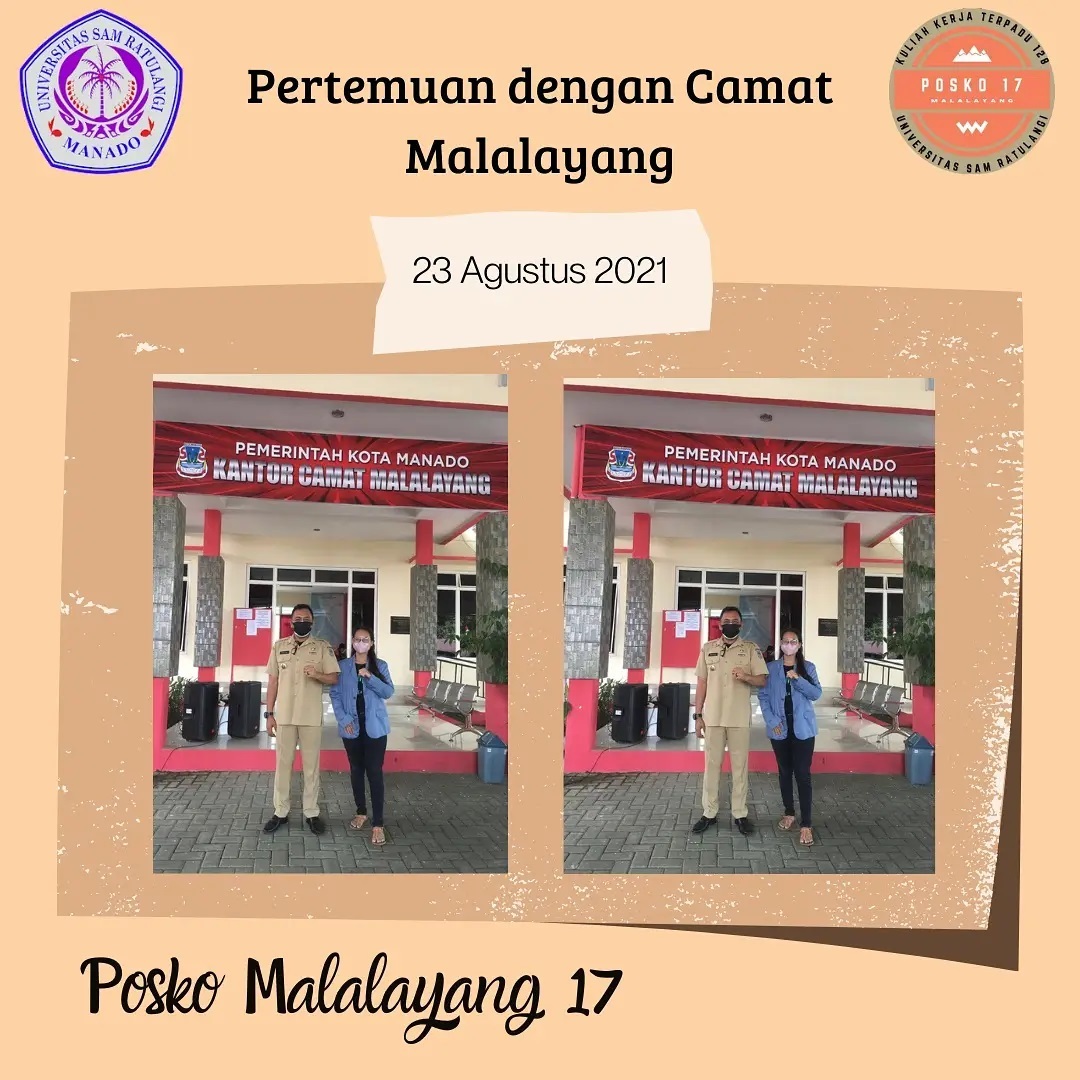 UNIVERSITAS SAM RATULANGI
MANADO
Pertemuan dengan Camat
Malalayang
KULIAH KERJA TERPADU 128
POSKO 17
MALALAYANG
UNIVERSITAS SAM RATULANGI
23 Agustus 2021
PEMERINTAH KOTA MANADO
KANTOR CAMAT MALALAYANG
PEMERINTAH KOTA MANADO
KANTOR CAMAT MALALAYANG
Posko Malalayang 17